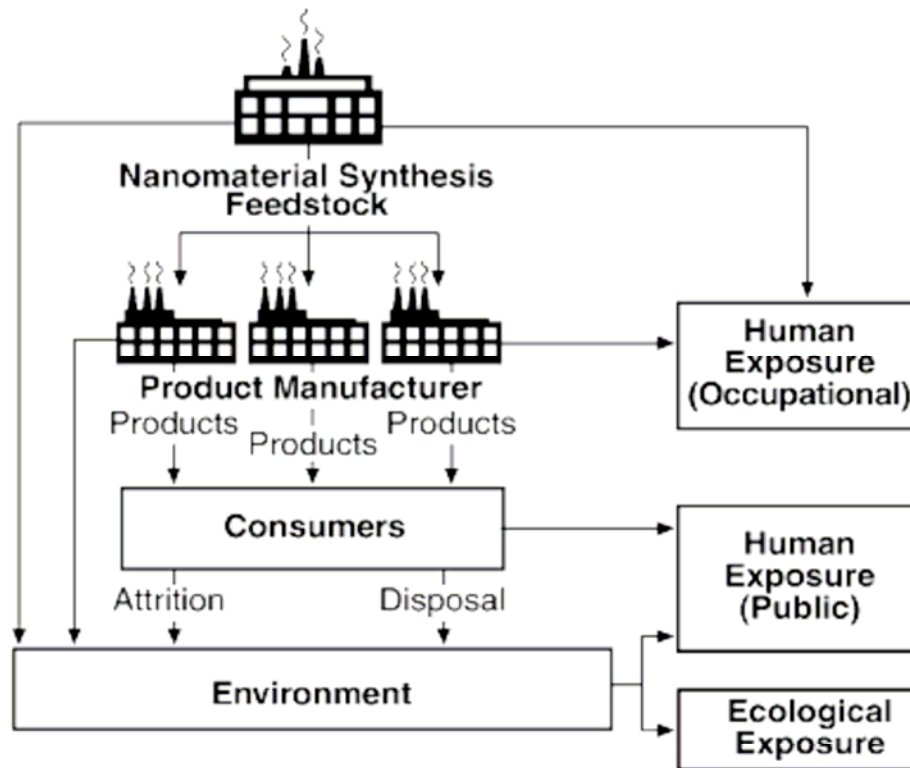 Nanomaterial Synthesis
Feedstock
Human
Exposure
(Occupational)
Product Manufacturer
Products
Products
Products
Consumers
Human
Exposure
(Public)
Attrition
Disposal
Environment
Ecological
Exposure